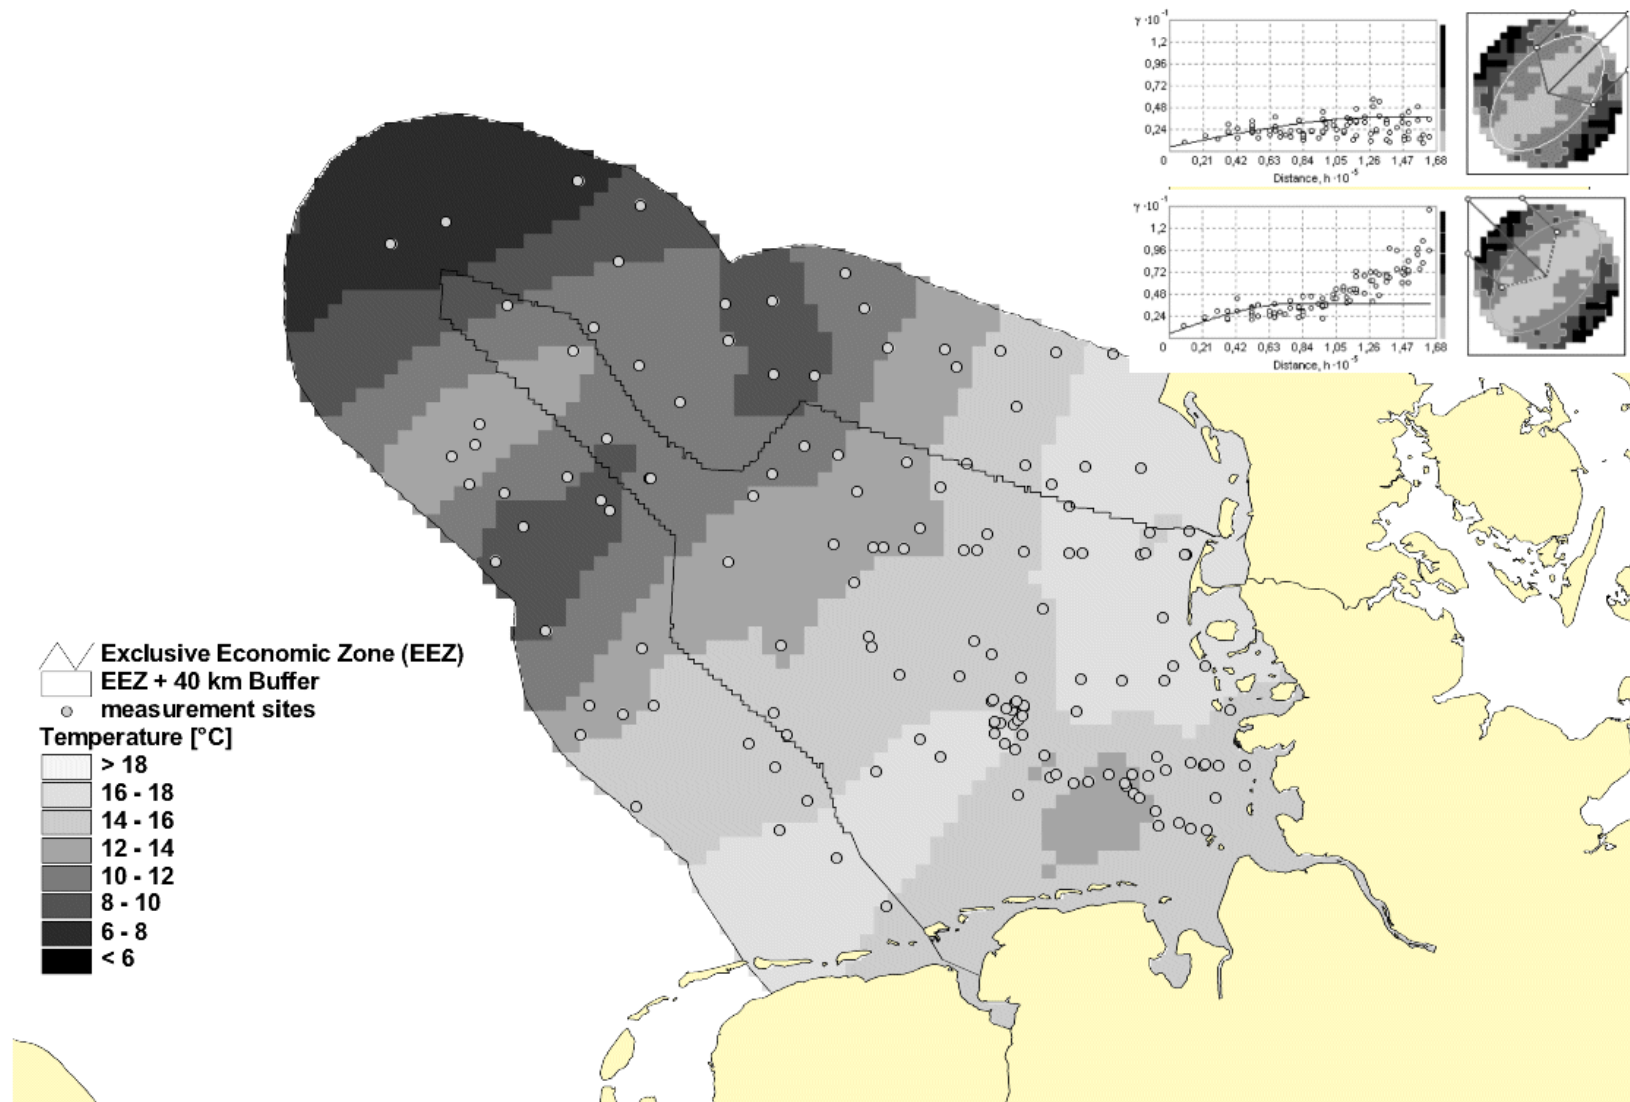 γ·10⁻¹
1,2
0,96
0,72
0,48
0,24
0 0,21 0,42 0,63 0,84 1,05 1,26 1,47 1,68
Distance, h·10⁻⁵
γ·10⁻¹
1,2
0,96
0,72
0,48
0,24
0 0,21 0,42 0,63 0,84 1,05 1,26 1,47 1,68
Distance, h·10⁻⁵
Exclusive Economic Zone (EEZ)
EEZ + 40 km Buffer
measurement sites
Temperature [°C]
> 18
16 - 18
14 - 16
12 - 14
10 - 12
8 - 10
6 - 8
< 6